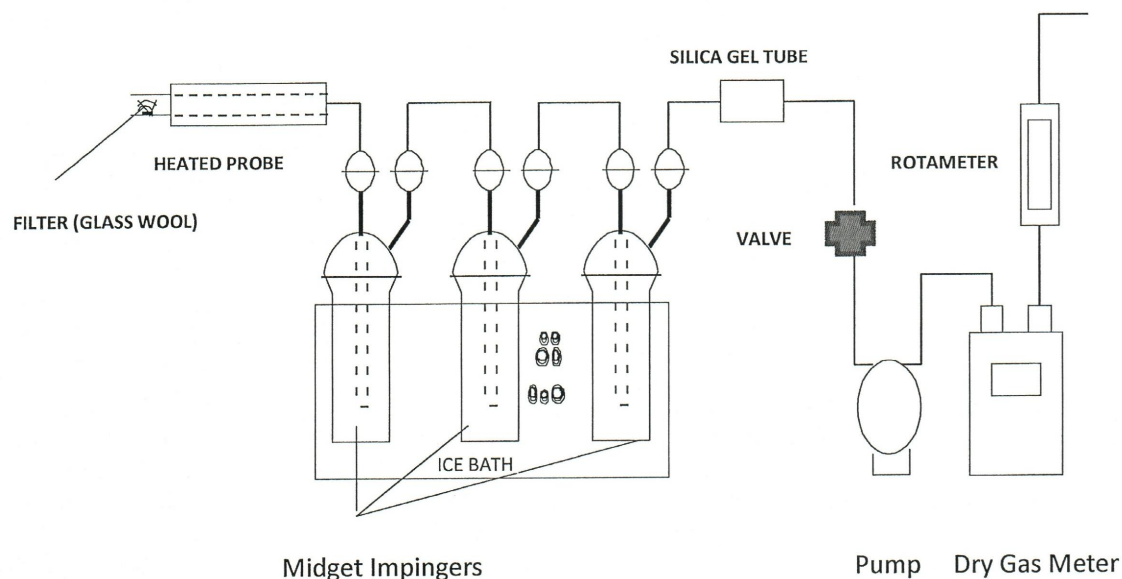 SILICA GEL TUBE
HEATED PROBE
ROTAMETER
FILTER (GLASS WOOL)
VALVE
ICE BATH
Midget Impingers
Pump
Dry Gas Meter